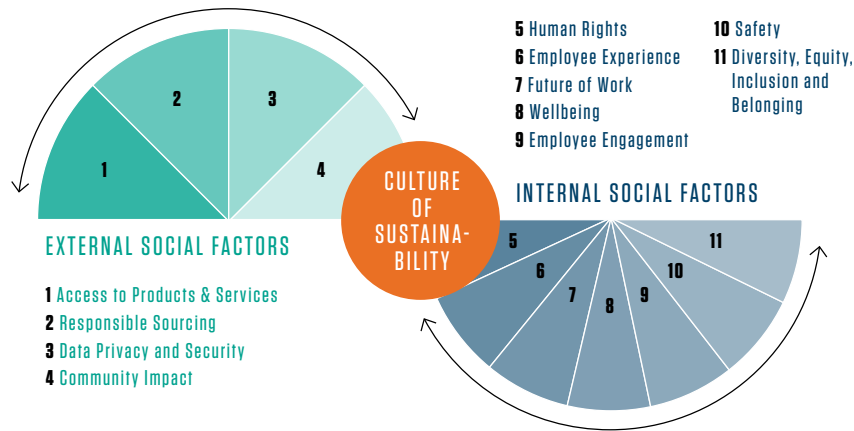 1
2
3
4
EXTERNAL SOCIAL FACTORS
1 Access to Products & Services
2 Responsible Sourcing
3 Data Privacy and Security
4 Community Impact
CULTURE
OF
SUSTAINA-
BILITY
5 Human Rights
6 Employee Experience
7 Future of Work
8 Wellbeing
9 Employee Engagement
10 Safety
11 Diversity, Equity,
Inclusion and
Belonging
INTERNAL SOCIAL FACTORS
5
6
7
8
9
10
11